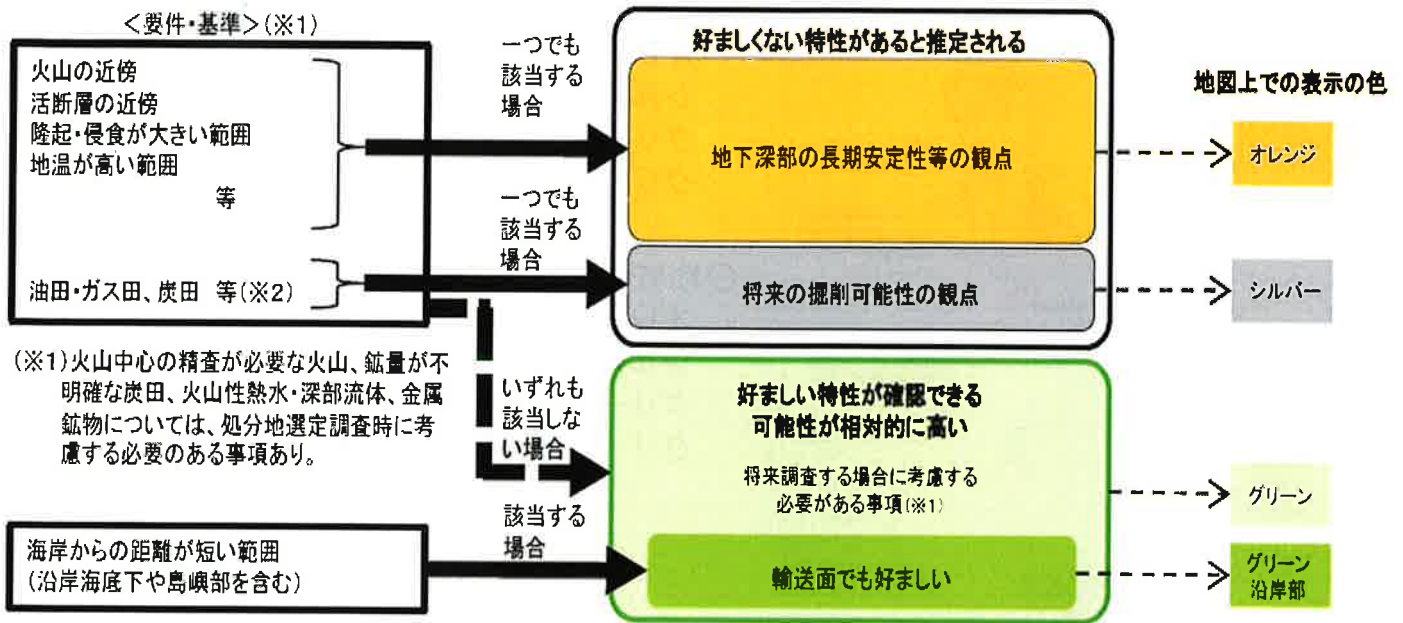 <要件・基準>(※1)
火山の近傍
活断層の近傍
隆起・侵食が大きい範囲
地温が高い範囲
等
油田・ガス田、炭田 等(※2)
(※1)火山中心の精査が必要な火山、鉱量が不
明確な炭田、火山性熱水・深部流体、金属
鉱物については、処分地選定調査時に考
慮する必要のある事項あり。
海岸からの距離が短い範囲
(沿岸海底下や島嶼部を含む)
一つでも
該当する
場合
一つでも
該当する
場合
いずれも
該当しな
い場合
該当する
場合
好ましくない特性があると推定される
地下深部の長期安定性等の観点
将来の掘削可能性の観点
好ましい特性が確認できる
可能性が相対的に高い
将来調査する場合に考慮する
必要がある事項(※1)
輸送面でも好ましい
地図上での表示の色
オレンジ
シルバー
グリーン
グリーン
沿岸部